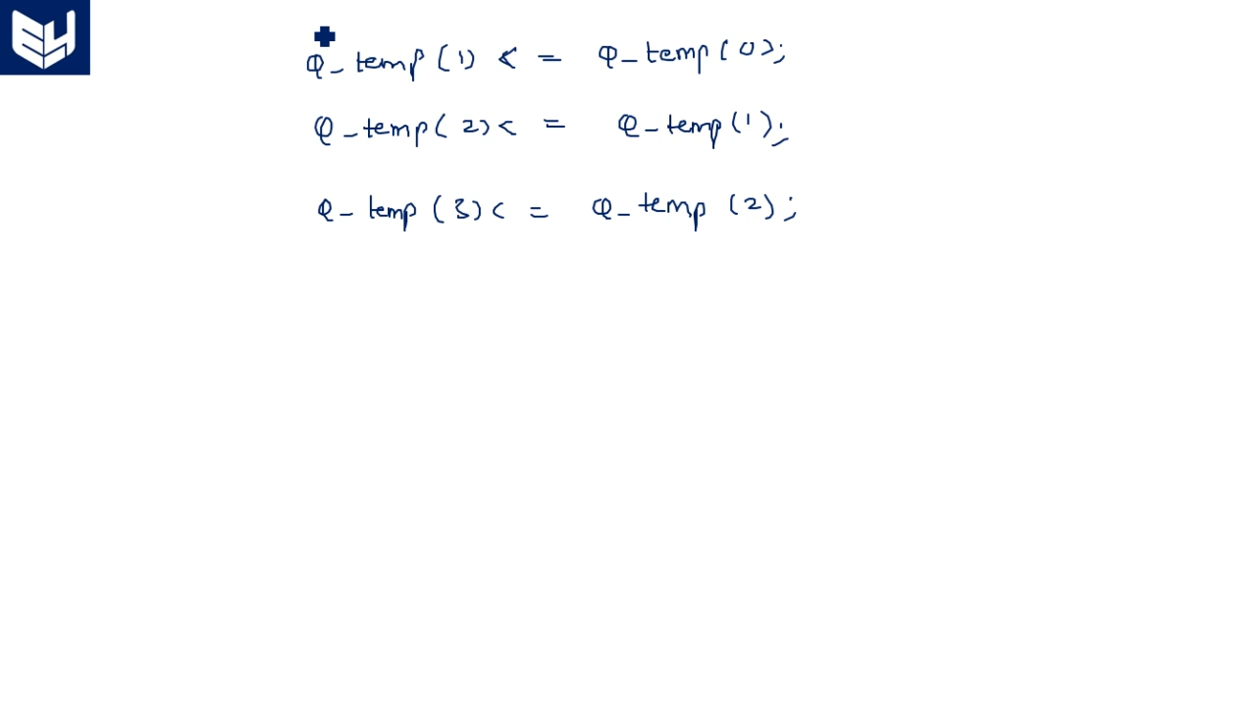 Q_temp(1) <= Q_temp(0);
Q_temp(2) <= Q_temp(1);
Q_temp(3) <= Q_temp(2);